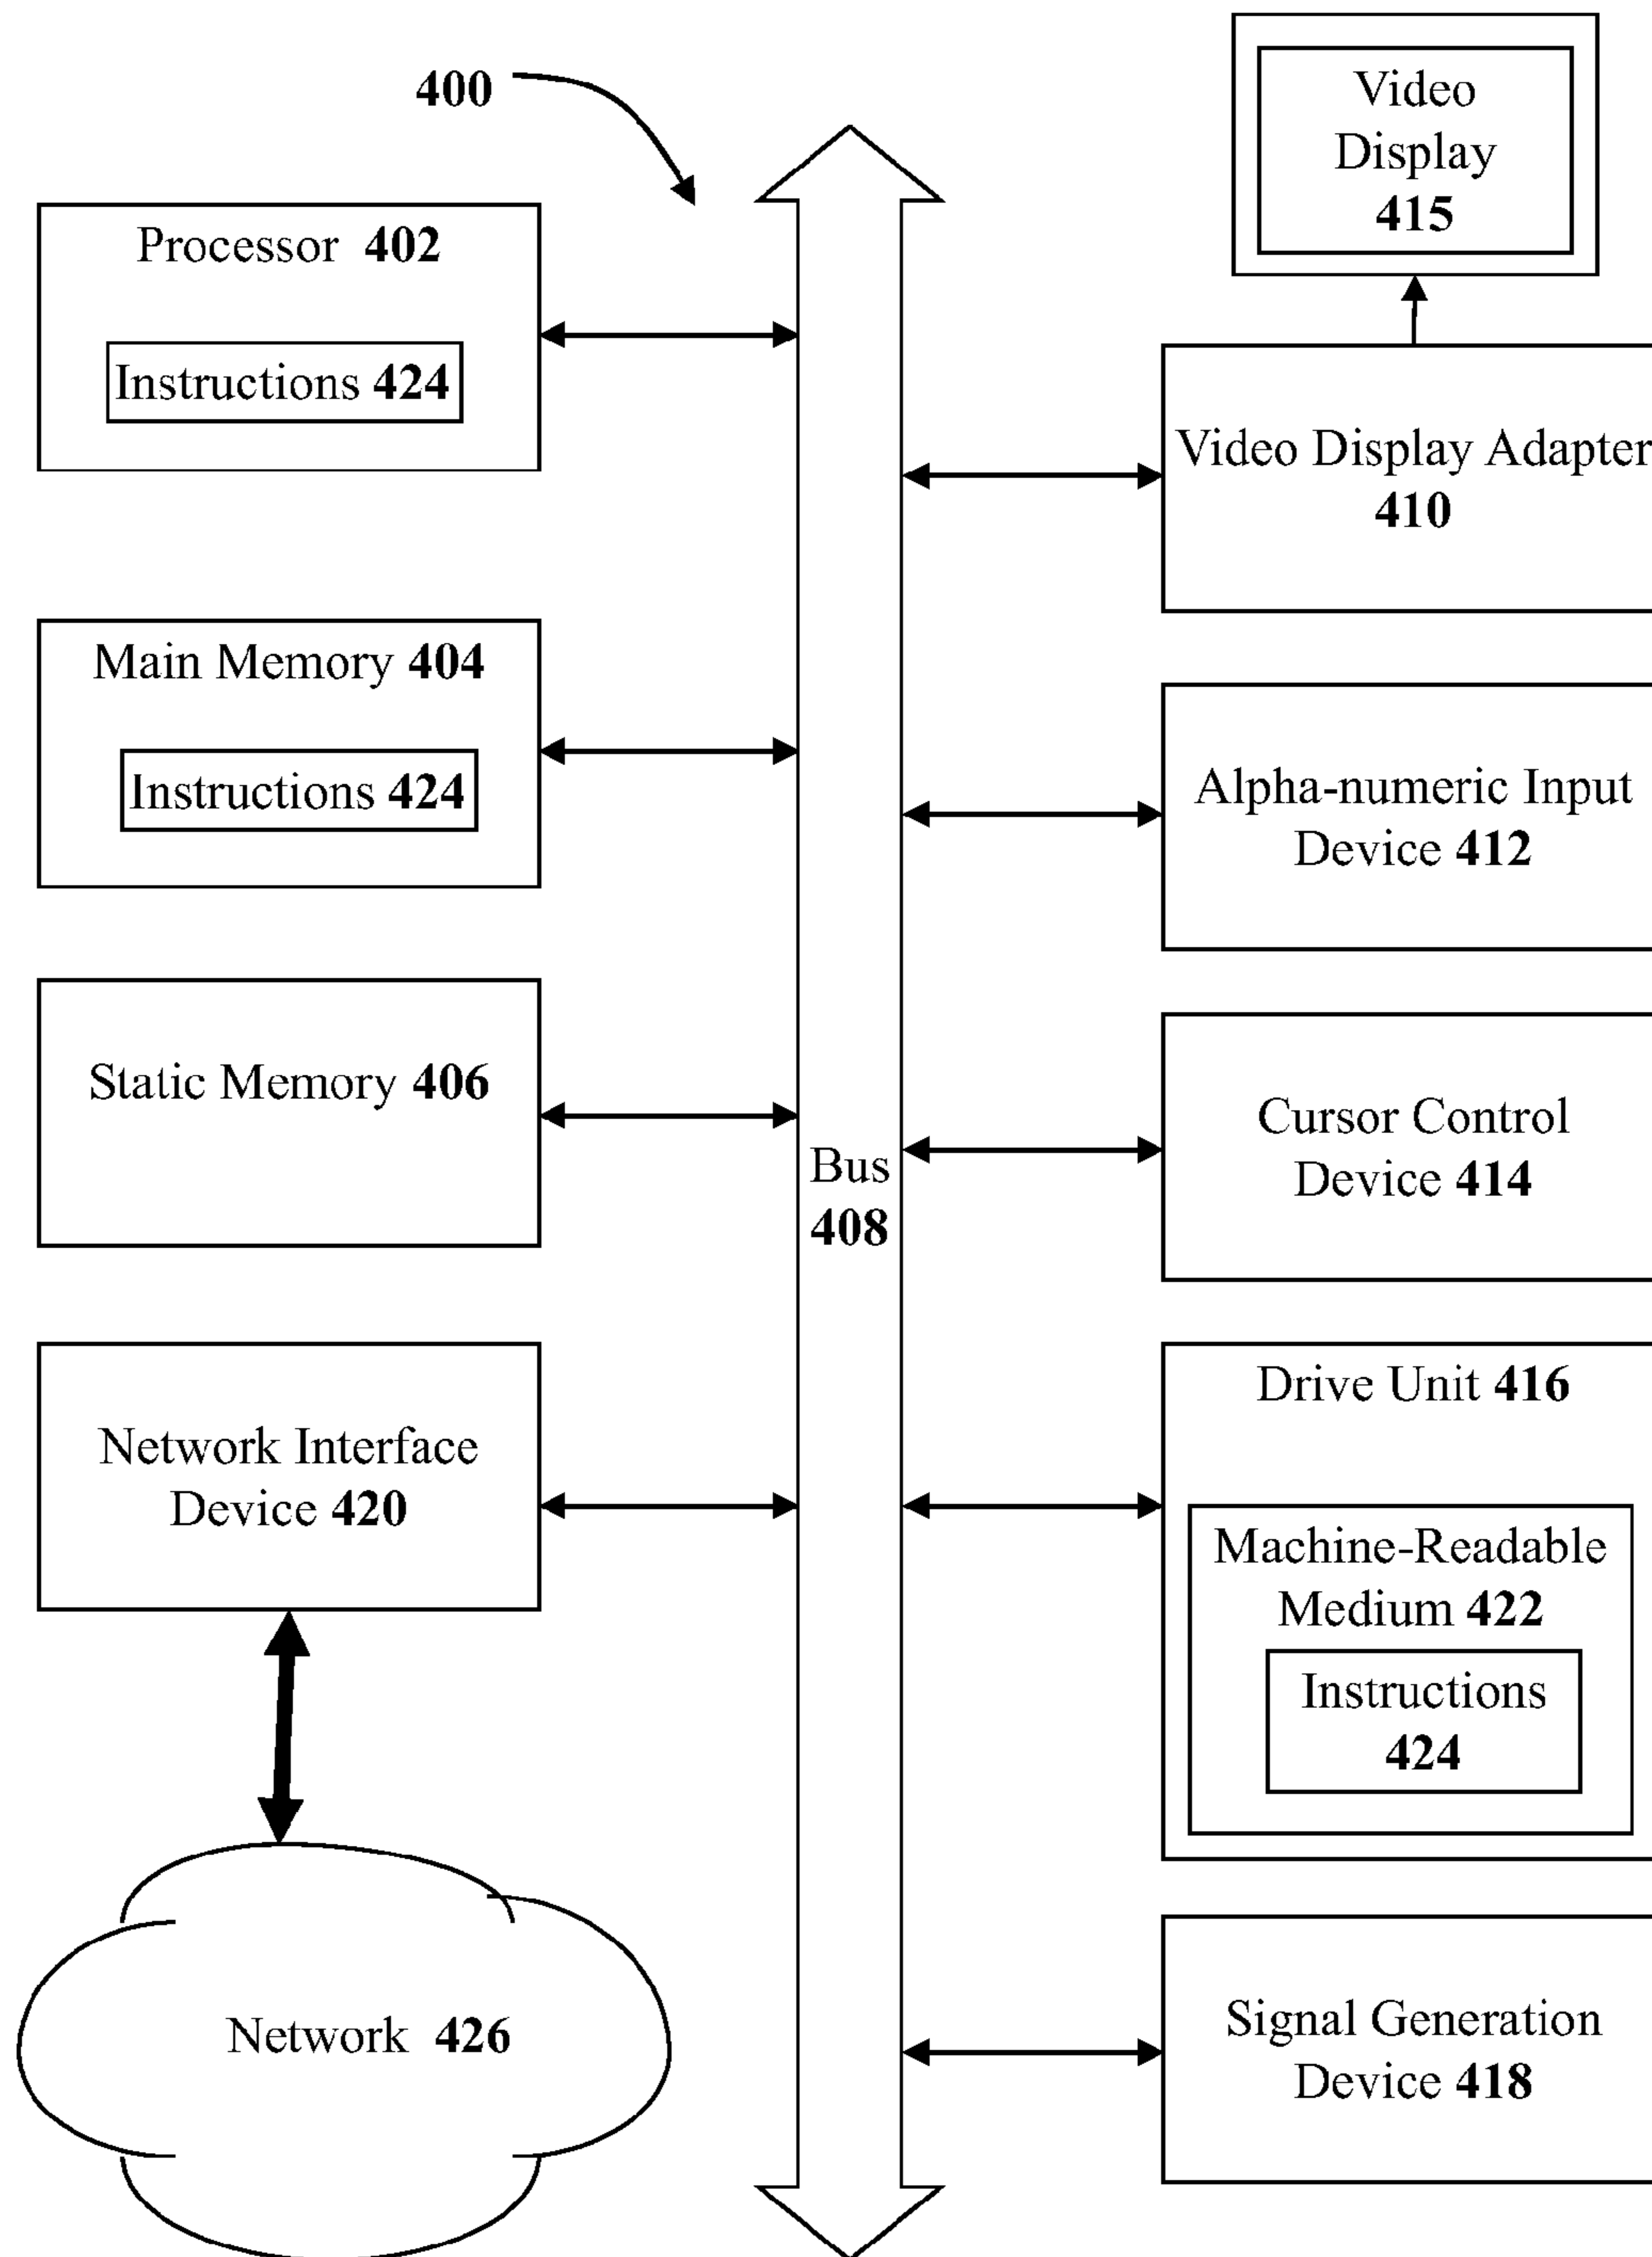 400
Processor 402
Instructions 424
Main Memory 404
Instructions 424
Static Memory 406
Network Interface
Device 420
Network 426
Bus
408
Video
Display
415
Video Display Adapter
410
Alpha-numeric Input
Device 412
Cursor Control
Device 414
Drive Unit 416
Machine-Readable
Medium 422
Instructions
424
Signal Generation
Device 418